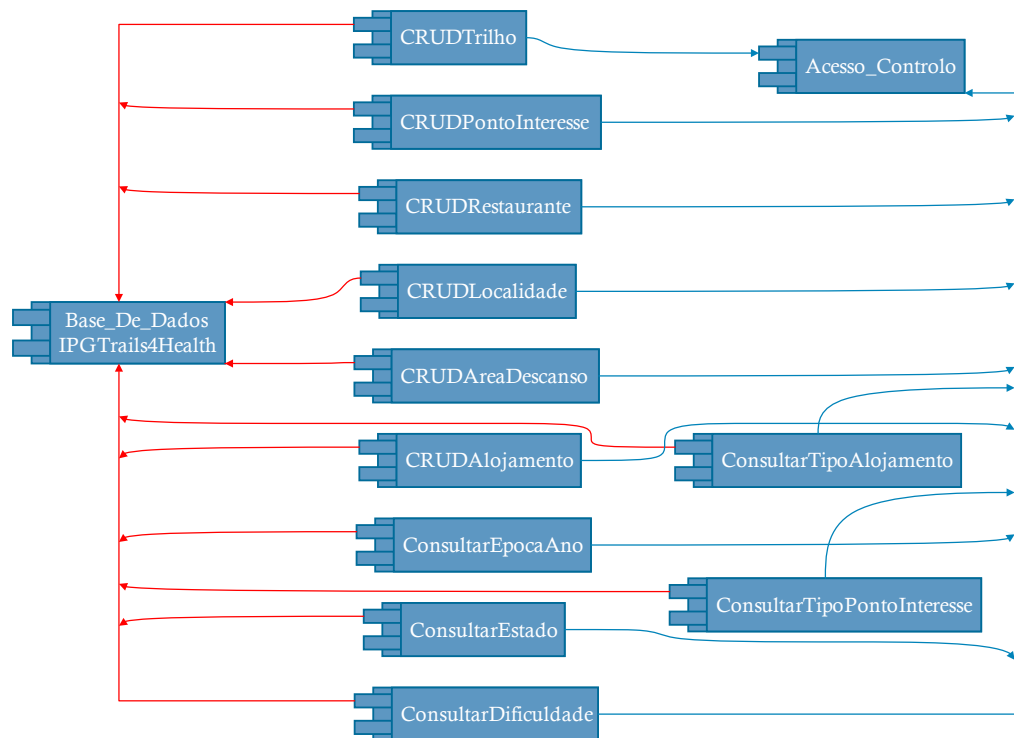 CRUDTrilho
Acesso_Controlo
CRUDPontoInteresse
CRUDRestaurante
CRUDLocalidade
Base_De_Dados
IPGTrails4Health
CRUDAreaDescanso
CRUDAlojamento
ConsultarTipoAlojamento
ConsultarEpocaAno
ConsultarTipoPontoInteresse
ConsultarEstado
ConsultarDificuldade